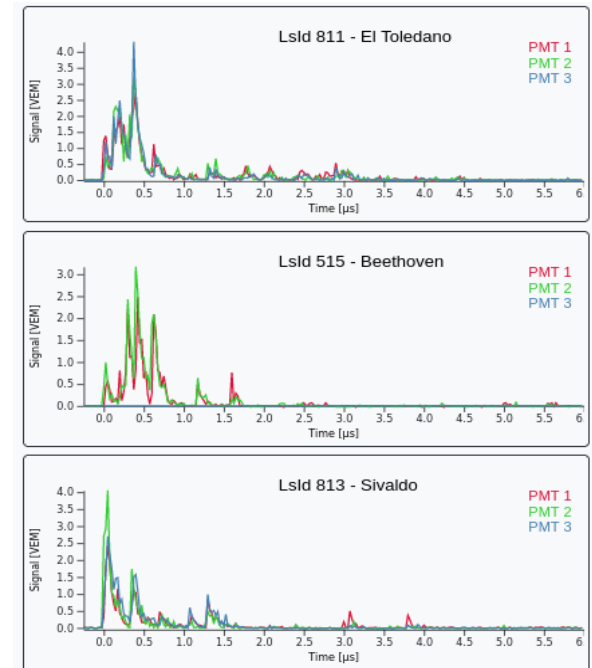 LsId 811 - El Toledano
PMT 1
PMT 2
PMT 3
Signal [VEM]
4.0
3.5
3.0
2.5
2.0
1.5
1.0
0.5
0.0
0.0 0.5 1.0 1.5 2.0 2.5 3.0 3.5 4.0 4.5 5.0 5.5 6
Time [µs]
LsId 515 - Beethoven
PMT 1
PMT 2
PMT 3
Signal [VEM]
3.0
2.5
2.0
1.5
1.0
0.5
0.0
0.0 0.5 1.0 1.5 2.0 2.5 3.0 3.5 4.0 4.5 5.0 5.5 6
Time [µs]
LsId 813 - Sivaldo
PMT 1
PMT 2
PMT 3
Signal [VEM]
4.0
3.5
3.0
2.5
2.0
1.5
1.0
0.5
0.0
0.0 0.5 1.0 1.5 2.0 2.5 3.0 3.5 4.0 4.5 5.0 5.5 6
Time [µs]